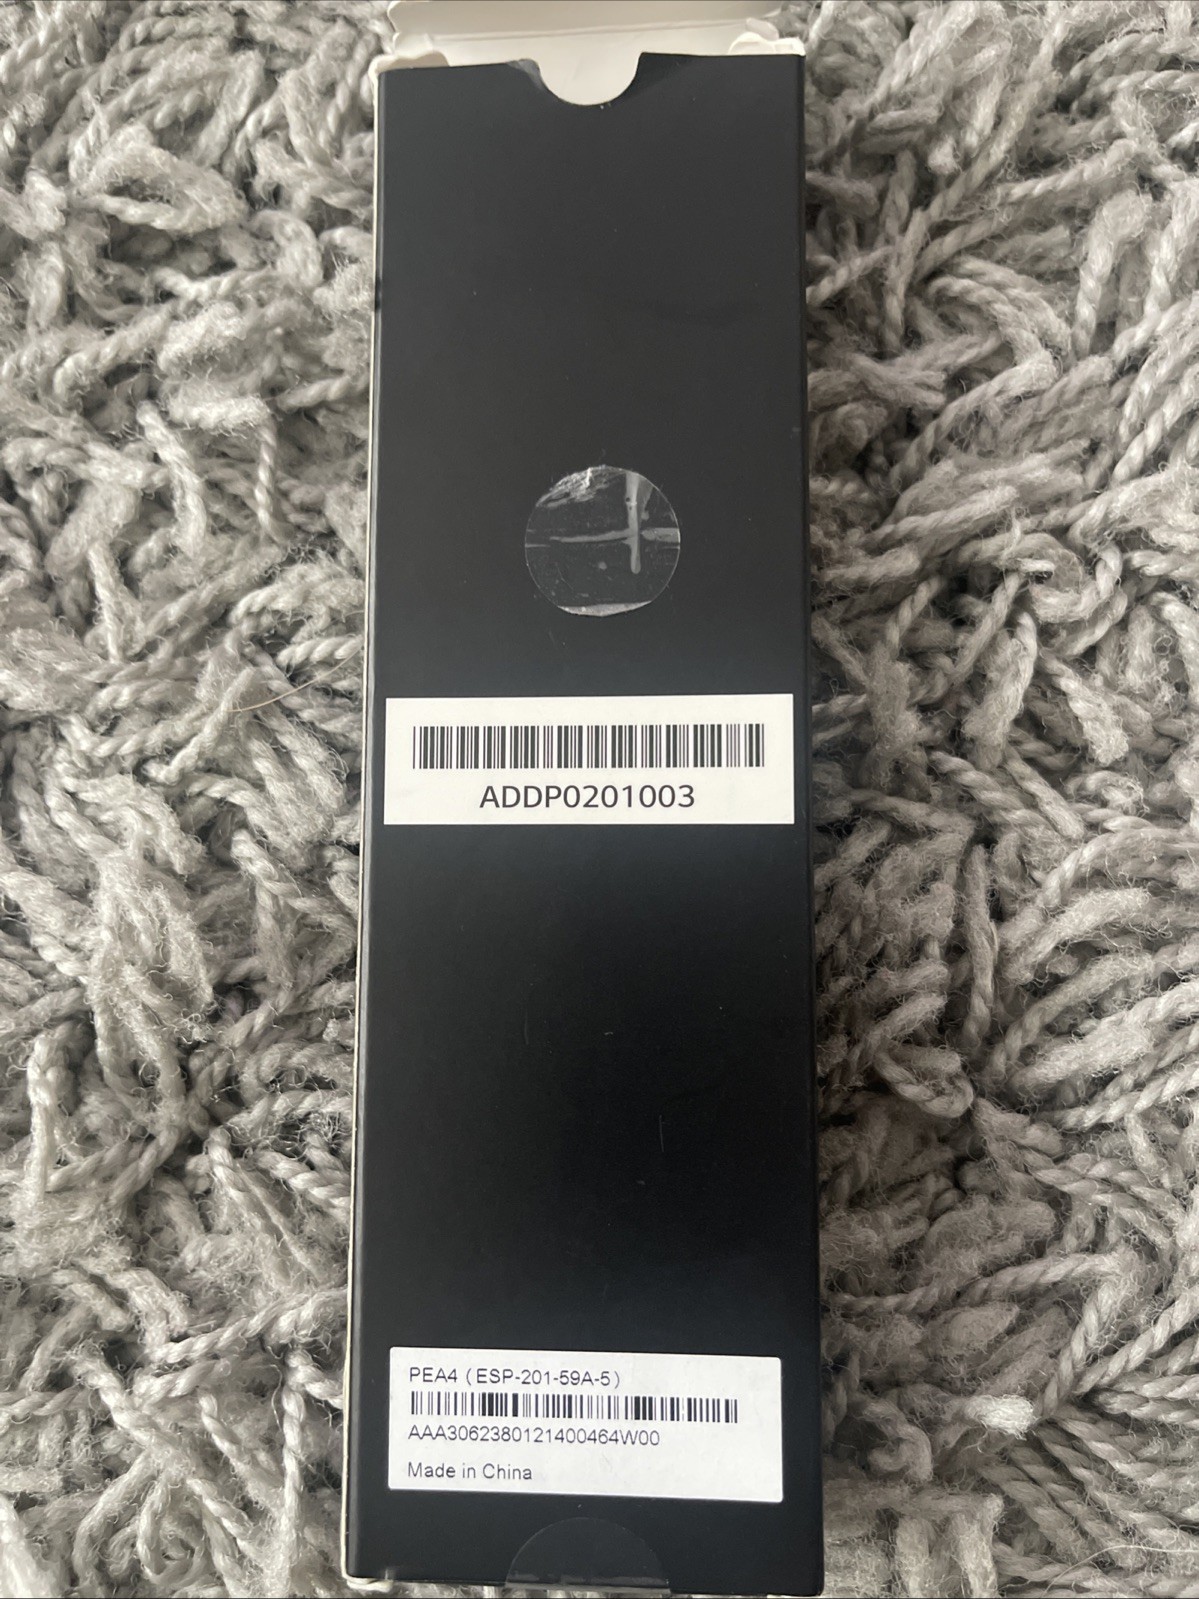 ADDP0201003
PEA4 ( ESP-201-59A-5 )
AAA3062380121400464W00
Made in China